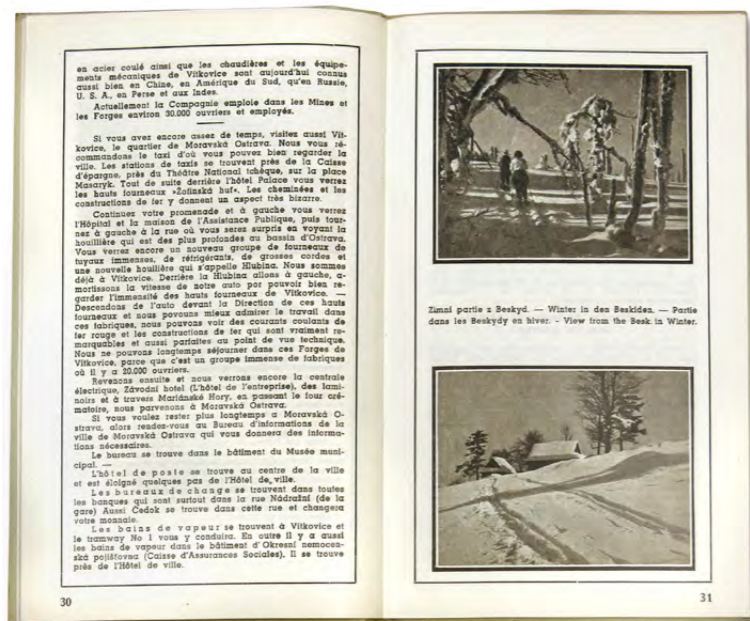 en acier coulé ainsi que les chaudières et les équipe-
ments mécaniques de Vítkovice sont aujourd'hui connus
aussi bien en Chine, en Amérique du Sud, qu'en Russie,
U. S. A., en Perse et aux Indes.
Actuellement la Compagnie emploie dans les Mines et
les Forges environ 30.000 ouvriers et employés.
Si vous avez encore assez de temps, visitez aussi Vít-
kovice, le quartier de Moravská Ostrava. Nous vous ré-
commandons le taxi d'où vous pouvez bien regarder la
ville. Les stations de taxis se trouvent près de la Caisse
d'épargne, près du Théâtre National tchèque, sur la place
Masaryk. Tout de suite derrière l'hôtel Palace vous verrez
les hauts fourneaux »Žofinská huf«. Les cheminées et les
constructions de fer y donnent un aspect très bizarre.
Continuez votre promenade et à gauche vous verrez
l'Hôpital et la maison de l'Assistance Publique, puis tour-
nez à gauche à la rue où vous serez surpris en voyant la
houillière qui est des plus profondes au bassin d'Ostrava.
Vous verrez encore un nouveau groupe de fourneaux de
tuyaux immenses, de réfrigérants, de grosses cordes et
une nouvelle houillière qui s'appelle Hlubina. Nous sommes
déjà à Vítkovice. Derrière la Hlubina allons à gauche, a-
mortissons la vitesse de notre auto por pouvoir bien re-
garder l'immensité des hauts fourneaux de Vítkovice. —
Descendons de l'auto devant la Direction de ces hauts
fourneaux et nous povouns mieux admirer le travail dans
ces fabriques, nous pouvons voir des courants coulants de
fer rouge et les constructions de fer qui sont vraiment re-
marquables et aussi parfaites au point de vue technique.
Nous ne pouvons longtemps séjourner dans ces Forges de
Vítkovice, parce que c'est un groupe immense de fabriques
où il y a 20.000 ouvriers.
Revenons ensuite et nous verrons encore la centrale
électrique, Závodní hotel (L'hôtel de l'entreprise), des lami-
noirs et à travers Mariánské Hory, en passant le four cré-
matoire, nous parvenons à Moravská Ostrava.
Si vous voulez rester plus longtemps a Moravská O-
strava, alors rendez-vous au Bureau d'informations de la
ville de Moravská Ostrava qui vous donnera des informa-
tions nécessaires.
Le bureau se trouve dans le bâtiment du Musée muni-
cipal. —
L'hôtel de poste se trouve au centre de la ville
et est éloigné quelques pas de l'Hôtel de ville.
Les bureaux de change se trouvent dans toutes
les banques qui sont surtout dans la rue Nádražní (de la
gare) Aussi Čedok se trouve dans cette rue et changera
votre monnaie.
Les bains de vapeur se trouvent à Vítkovice et
le tramway No 1 vous y conduira. En outre il y a aussi
les bains de vapeur dans le bâtiment d'Okresní nemocen-
ská pojišťovna (Caisse d'Assurances Sociales). Il se trouve
près de l'Hôtel de ville.
30
Zimní partie z Beskyd. — Winter in den Beskiden. — Partie
dans les Beskydy en hiver. - View from the Besk. in Winter.
31